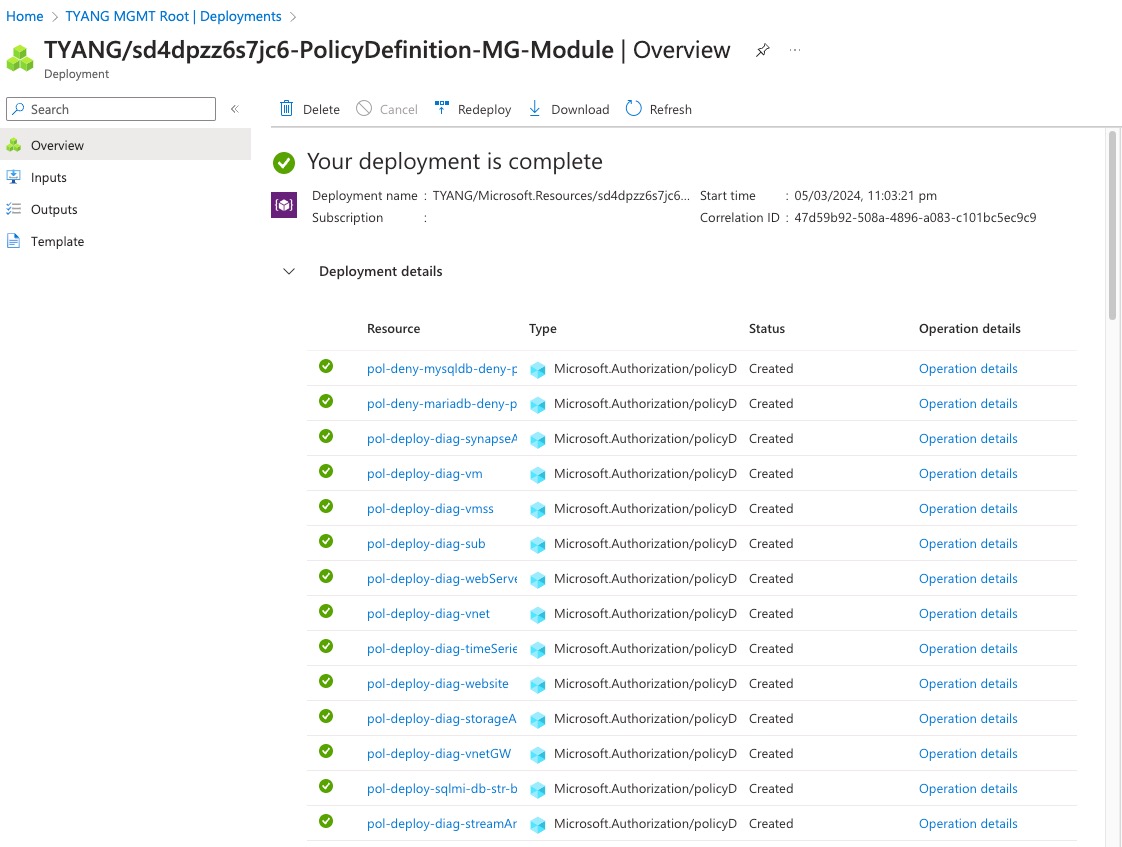 Home > TYANG MGMT Root | Deployments >
TYANG/sd4dpzz6s7jc6-PolicyDefinition-MG-Module | Overview ...
Deployment
Search «
Delete Cancel Redeploy Download Refresh
Overview
Inputs
Outputs
Template
Your deployment is complete
Deployment name : TYANG/Microsoft.Resources/sd4dpzz6s7jc6... Start time : 05/03/2024, 11:03:21 pm
Subscription : Correlation ID : 47d59b92-508a-4896-a083-c101bc5ec9c9
Deployment details
Resource Type Status Operation details
pol-deny-mysqldb-deny-p Microsoft.Authorization/policyD Created Operation details
pol-deny-mariadb-deny-p Microsoft.Authorization/policyD Created Operation details
pol-deploy-diag-synapseA Microsoft.Authorization/policyD Created Operation details
pol-deploy-diag-vm Microsoft.Authorization/policyD Created Operation details
pol-deploy-diag-vmss Microsoft.Authorization/policyD Created Operation details
pol-deploy-diag-sub Microsoft.Authorization/policyD Created Operation details
pol-deploy-diag-webServe Microsoft.Authorization/policyD Created Operation details
pol-deploy-diag-vnet Microsoft.Authorization/policyD Created Operation details
pol-deploy-diag-timeSerie Microsoft.Authorization/policyD Created Operation details
pol-deploy-diag-website Microsoft.Authorization/policyD Created Operation details
pol-deploy-diag-storageA Microsoft.Authorization/policyD Created Operation details
pol-deploy-diag-vnetGW Microsoft.Authorization/policyD Created Operation details
pol-deploy-sqlmi-db-str-b Microsoft.Authorization/policyD Created Operation details
pol-deploy-diag-streamAr Microsoft.Authorization/policyD Created Operation details